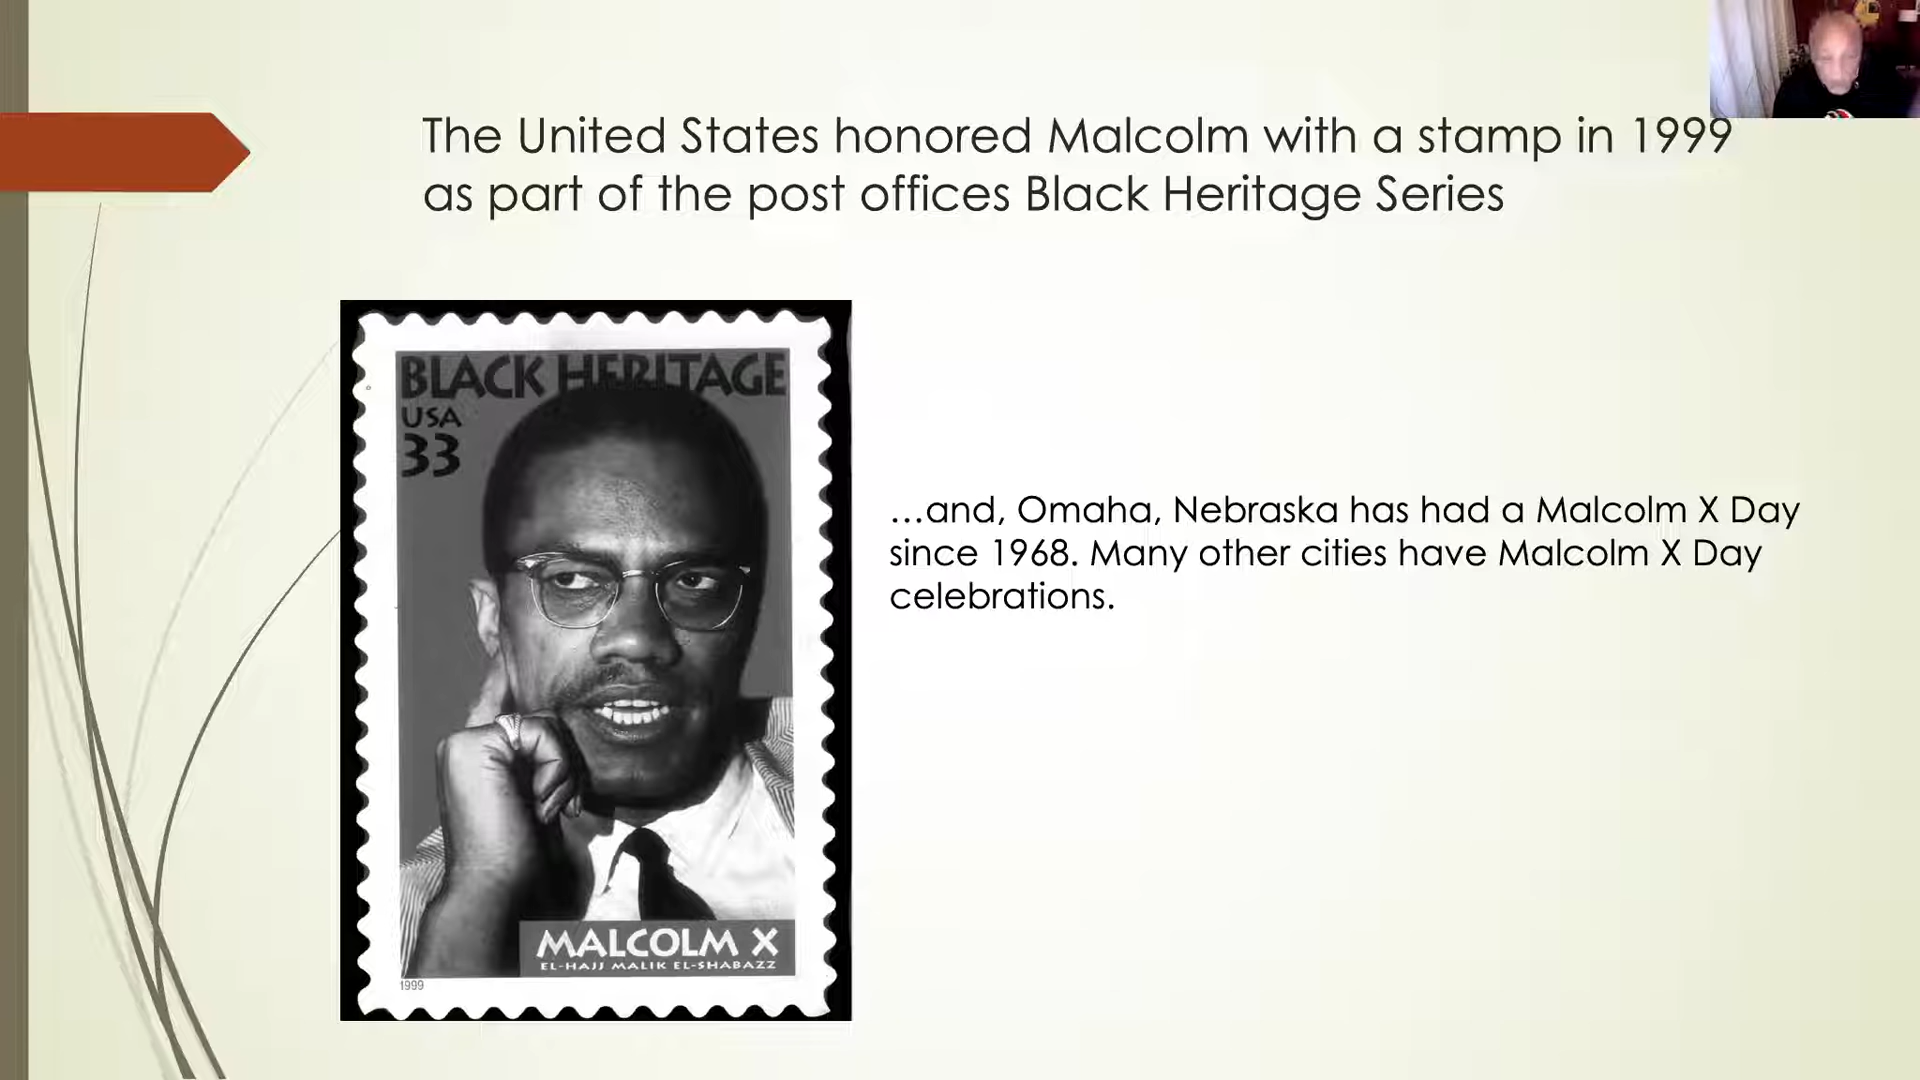 The United States honored Malcolm with a stamp in 1999
as part of the post offices Black Heritage Series
BLACK HERITAGE
USA
33
…and, Omaha, Nebraska has had a Malcolm X Day
since 1968. Many other cities have Malcolm X Day
celebrations.
MALCOLM X
EL-HAJJ MALIK EL-SHABAZZ
1999